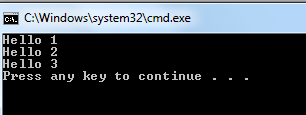 C:\Windows\system32\cmd.exe
Hello 1
Hello 2
Hello 3
Press any key to continue . . .